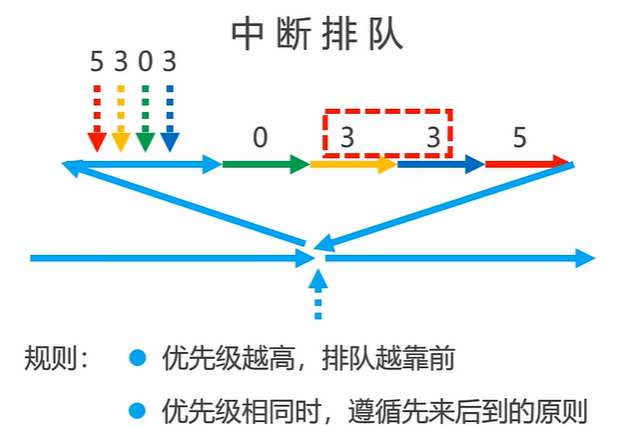 中断排队
5 3 0 3
0 3 3 5
规则： ● 优先级越高，排队越靠前
● 优先级相同时，遵循先来后到的原则